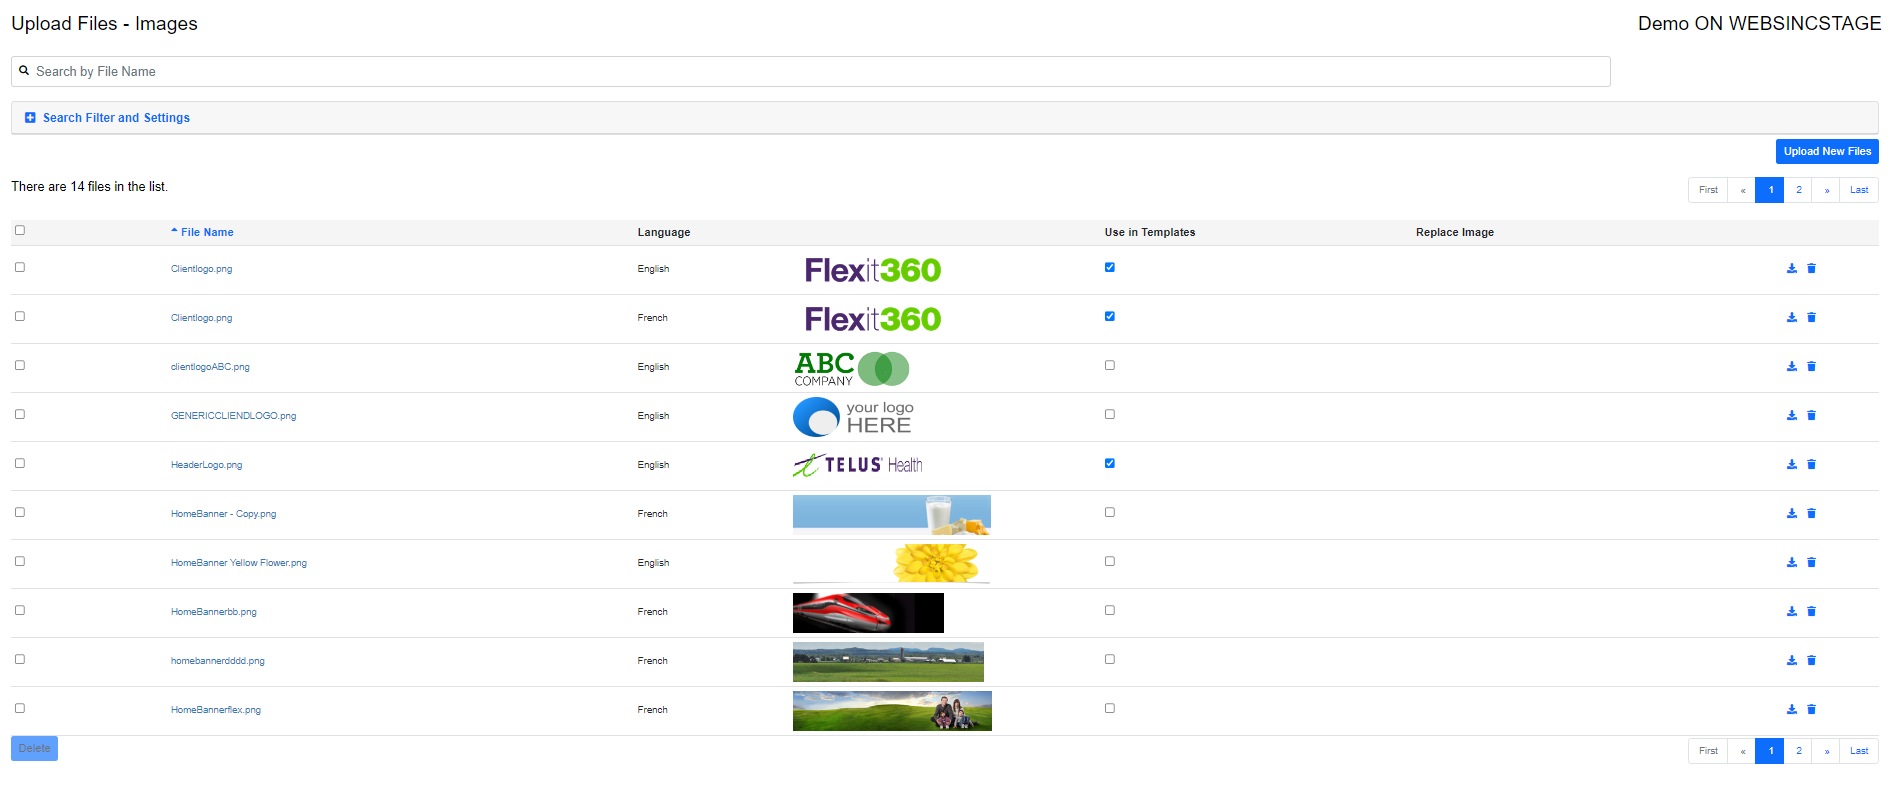 Upload Files - Images
Demo ON WEBSINCSTAGE
Search by File Name
Search Filter and Settings
Upload New Files
There are 14 files in the list.
First « 1 2 » Last
File Name Language Use in Templates Replace Image
Clientlogo.png English Flexit360
Clientlogo.png French Flexit360
clientlogoABC.png English ABC COMPANY
GENERICCLIENDLOGO.png English your logo HERE
HeaderLogo.png English TELUS® Health
HomeBanner - Copy.png French
HomeBanner Yellow Flower.png English
HomeBannerbb.png French
homebannerdddd.png French
HomeBannerflex.png French
Delete
First « 1 2 » Last